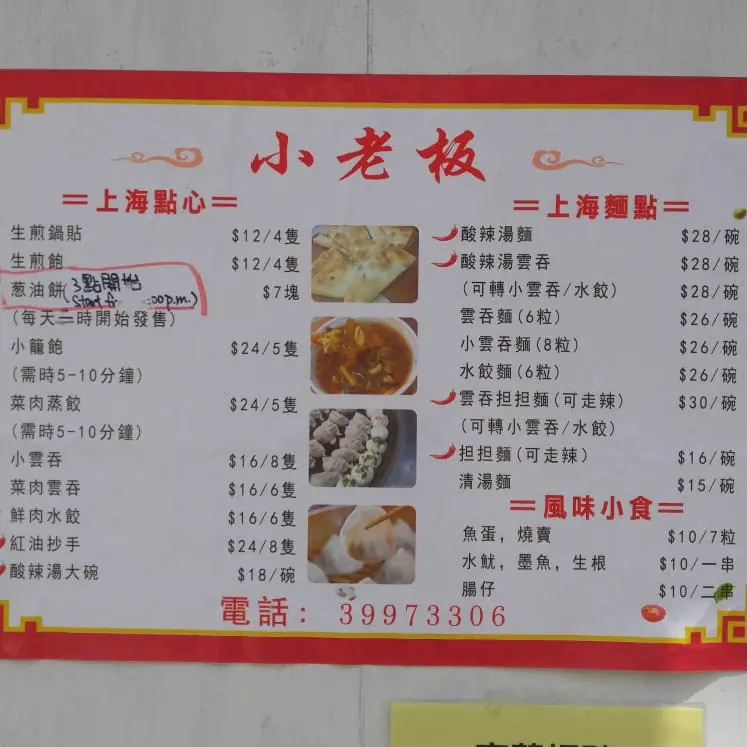 小老板
=上海點心=
生煎鍋貼 $12/4隻
生煎飽 $12/4隻
葱油餅 $7塊
3點開始
(Start fr :00p.m.)
(每天二時開始發售)
小籠飽 $24/5隻
(需時5-10分鐘)
菜肉蒸餃 $24/5隻
(需時5-10分鐘)
小雲吞 $16/8隻
菜肉雲吞 $16/6隻
鮮肉水餃 $16/6隻
紅油抄手 $24/8隻
酸辣湯大碗 $18/碗
=上海麵點=
酸辣湯麵 $28/碗
酸辣湯雲吞 $28/碗
(可轉小雲吞/水餃) $28/碗
雲吞麵(6粒) $26/碗
小雲吞麵(8粒) $26/碗
水餃麵(6粒) $26/碗
雲吞担担麵(可走辣) $30/碗
(可轉小雲吞/水餃)
担担麵(可走辣) $16/碗
清湯麵 $15/碗
=風味小食=
魚蛋，燒賣 $10/7粒
水魷，墨魚，生根 $10/一串
腸仔 $10/二串
電話: 39973306